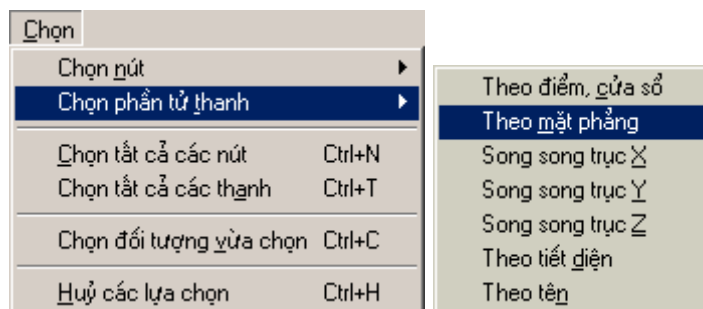 Chọn
Chọn nút
Chọn phần tử thanh
Chọn tất cả các nút Ctrl+N
Chọn tất cả các thanh Ctrl+T
Chọn đối tượng vừa chọn Ctrl+C
Huỷ các lựa chọn Ctrl+H
Theo điểm, cửa sổ
Theo mặt phẳng
Song song trục X
Song song trục Y
Song song trục Z
Theo tiết diện
Theo tên